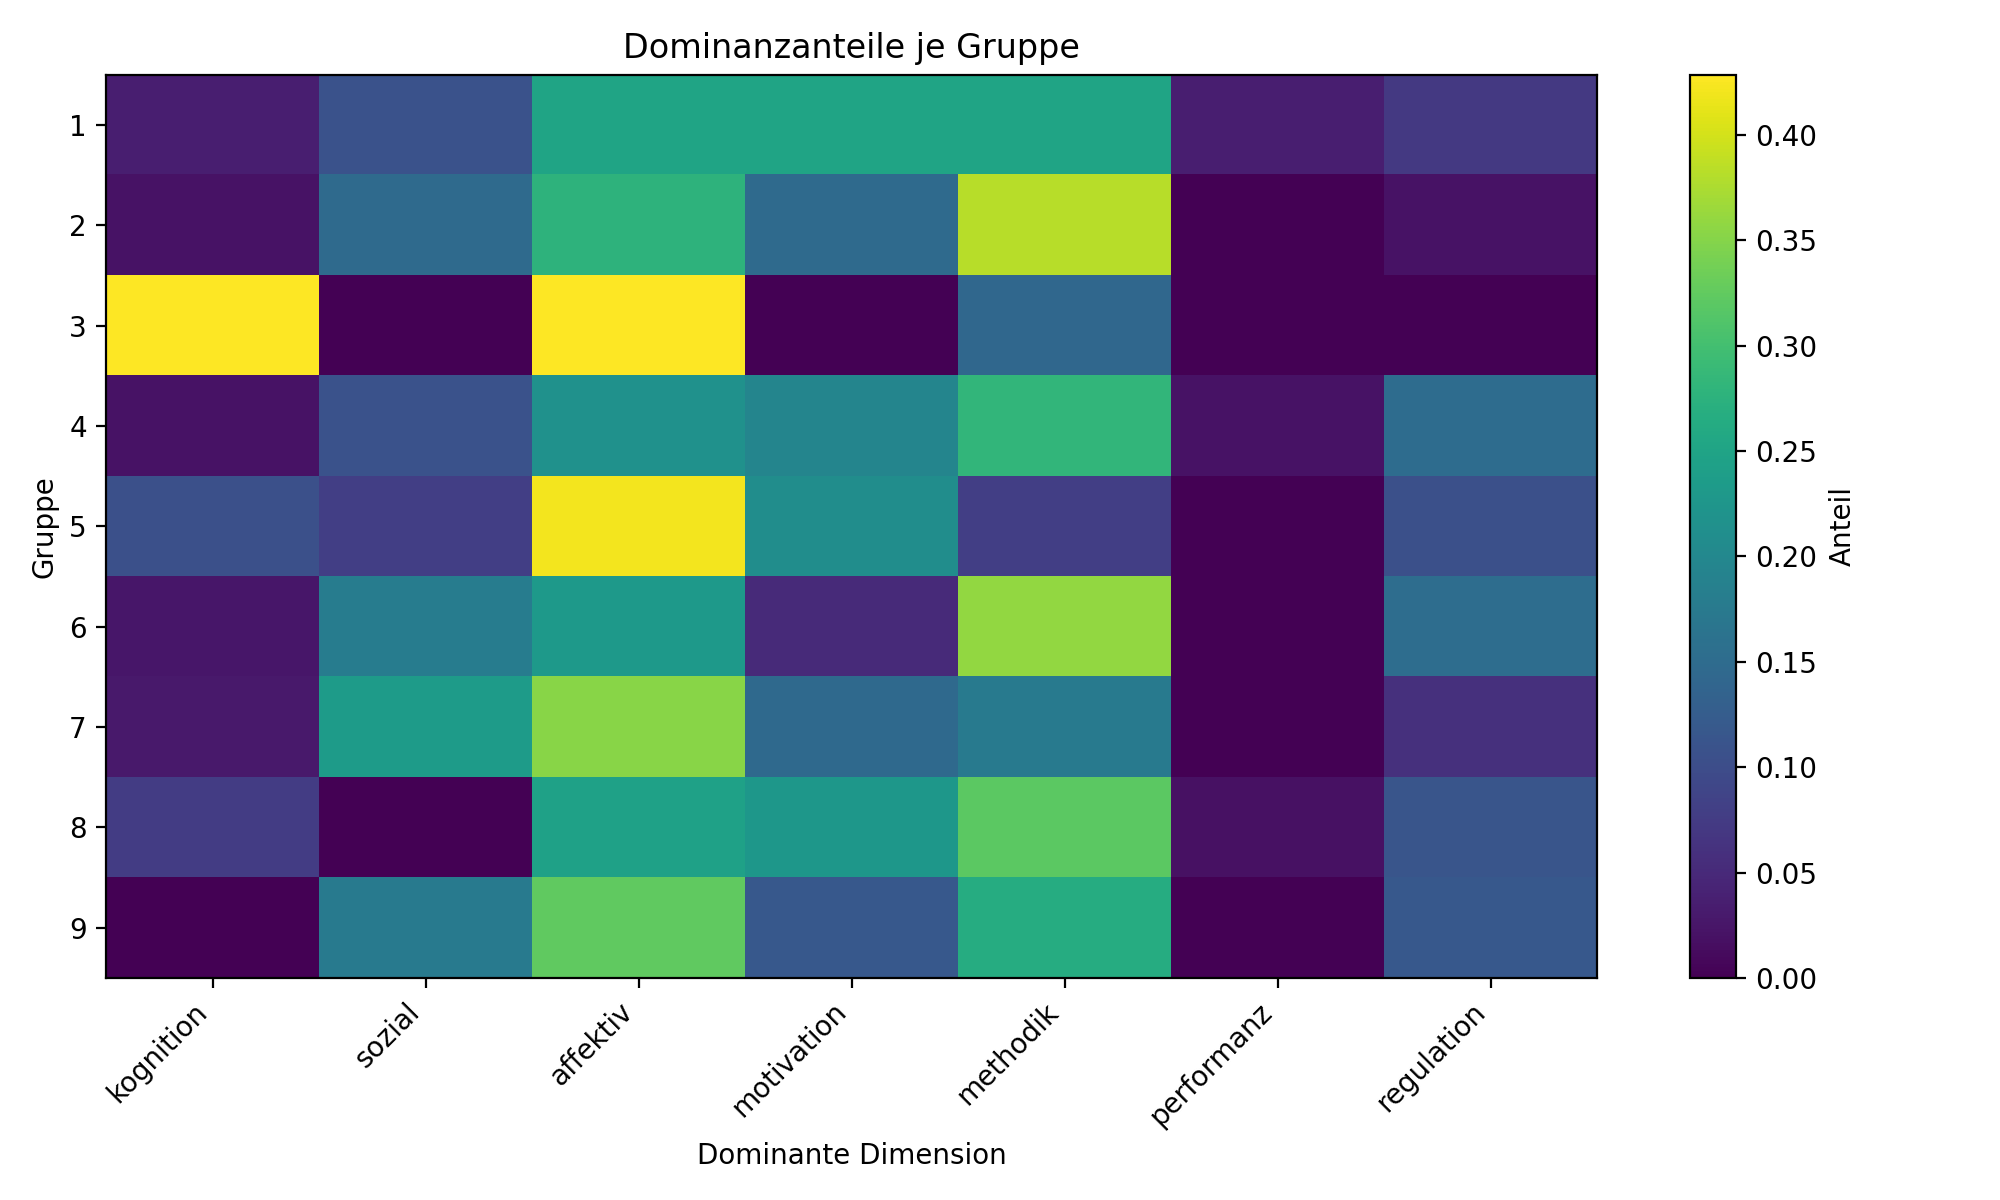 Dominanzanteile je Gruppe
Gruppe
1
2
3
4
5
6
7
8
9
kognition
sozial
affektiv
motivation
methodik
performanz
regulation
Dominante Dimension
0.40
0.35
0.30
0.25
0.20
0.15
0.10
0.05
0.00
Anteil